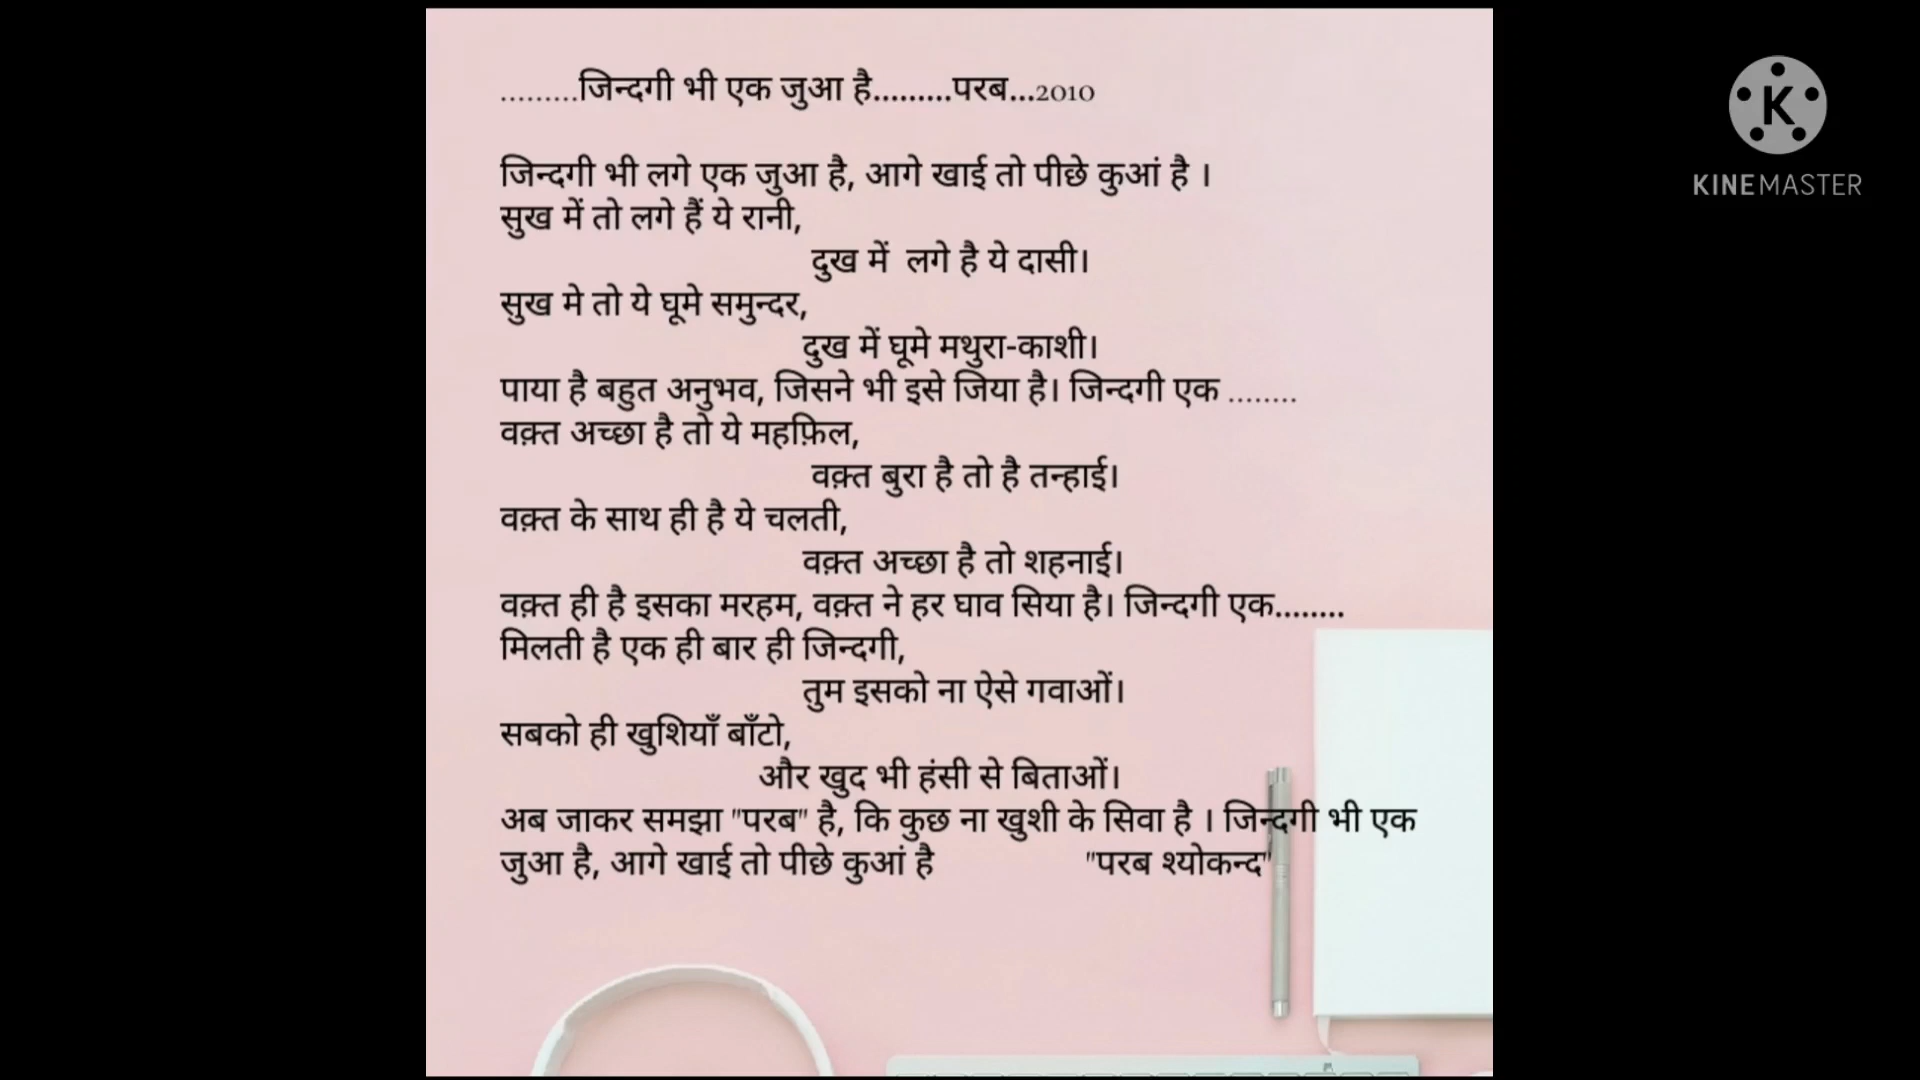 .........जिन्दगी भी एक जुआ है.........परब...2010
जिन्दगी भी लगे एक जुआ है, आगे खाई तो पीछे कुआं है ।
सुख में तो लगे हैं ये रानी,
दुख में  लगे है ये दासी।
सुख मे तो ये घूमे समुन्दर,
दुख में घूमे मथुरा-काशी।
पाया है बहुत अनुभव, जिसने भी इसे जिया है। जिन्दगी एक ........
वक़्त अच्छा है तो ये महफ़िल,
वक़्त बुरा है तो है तन्हाई।
वक़्त के साथ ही है ये चलती,
वक़्त अच्छा है तो शहनाई।
वक़्त ही है इसका मरहम, वक़्त ने हर घाव सिया है। जिन्दगी एक........
मिलती है एक ही बार ही जिन्दगी,
तुम इसको ना ऐसे गवाओं।
सबको ही खुशियाँ बाँटो,
और खुद भी हंसी से बिताओं।
अब जाकर समझा "परब" है, कि कुछ ना खुशी के सिवा है । जिन्दगी भी एक
जुआ है, आगे खाई तो पीछे कुआं है "परब श्योकन्द"
K
KINEMASTER